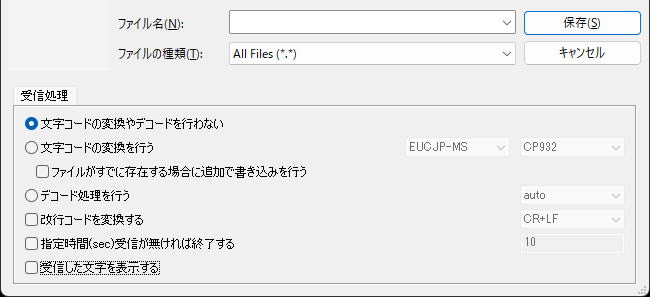 ファイル名(N): 保存(S)
ファイルの種類(T): All Files (*.*) キャンセル
受信処理
文字コードの変換やデコードを行わない
文字コードの変換を行う EUCJP-MS CP932
ファイルがすでに存在する場合に追加で書き込みを行う
デコード処理を行う auto
改行コードを変換する CR+LF
指定時間(sec)受信が無ければ終了する 10
受信した文字を表示する